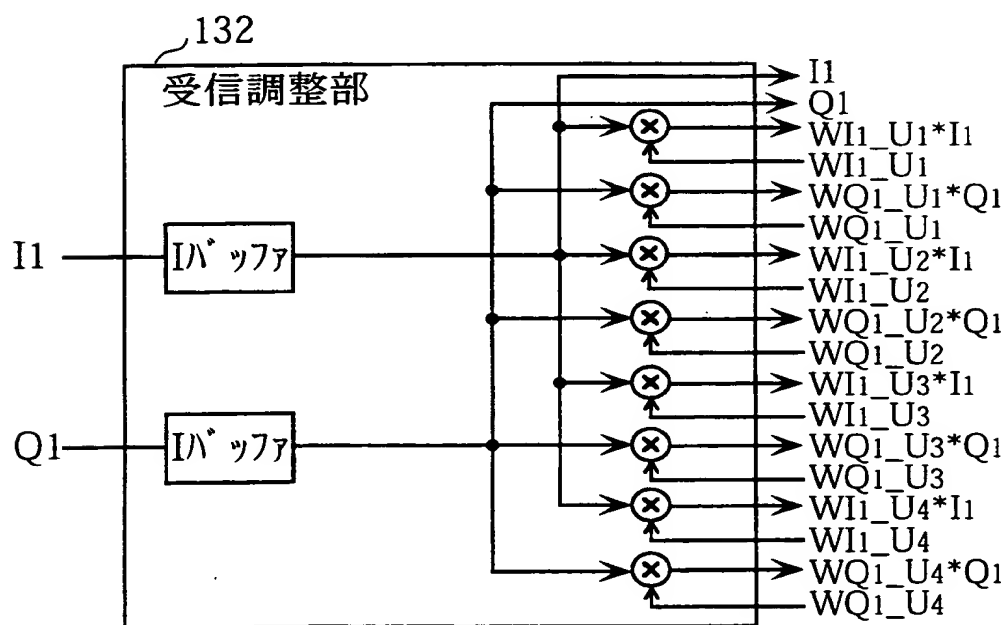 132
受信調整部
I1
Q1
WI1_U1*I1
WI1_U1
WQ1_U1*Q1
WQ1_U1
I1
Iバッファ
WI1_U2*I1
WI1_U2
WQ1_U2*Q1
WQ1_U2
WI1_U3*I1
WI1_U3
Q1
Iバッファ
WQ1_U3*Q1
WQ1_U3
WI1_U4*I1
WI1_U4
WQ1_U4*Q1
WQ1_U4